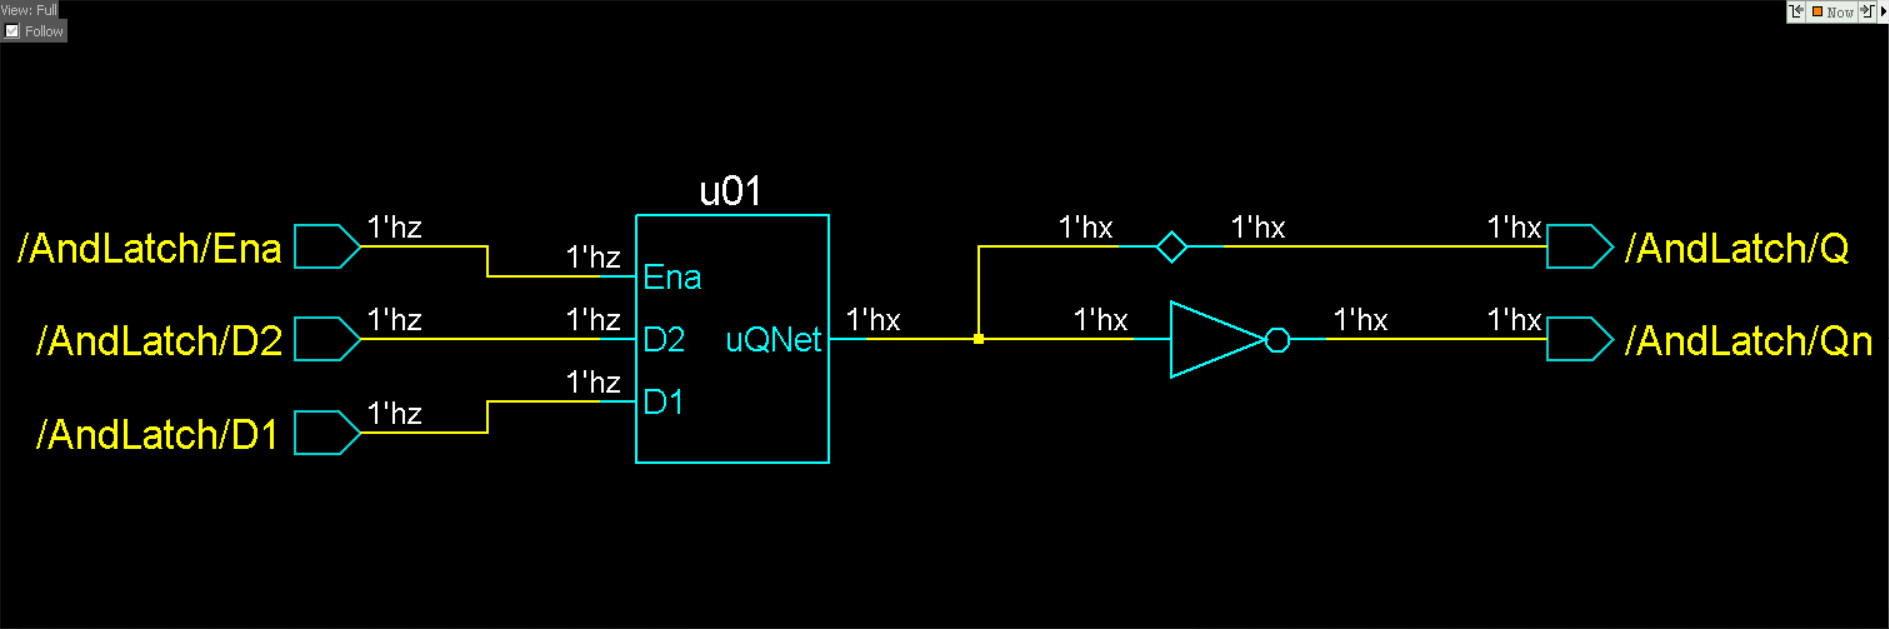 View: Full
Follow
Now
u01
/AndLatch/Ena 1'hz 1'hz Ena
/AndLatch/D2 1'hz 1'hz D2
/AndLatch/D1 1'hz 1'hz D1
uQNet 1'hx
1'hx 1'hx 1'hx /AndLatch/Q
1'hx 1'hx 1'hx /AndLatch/Qn